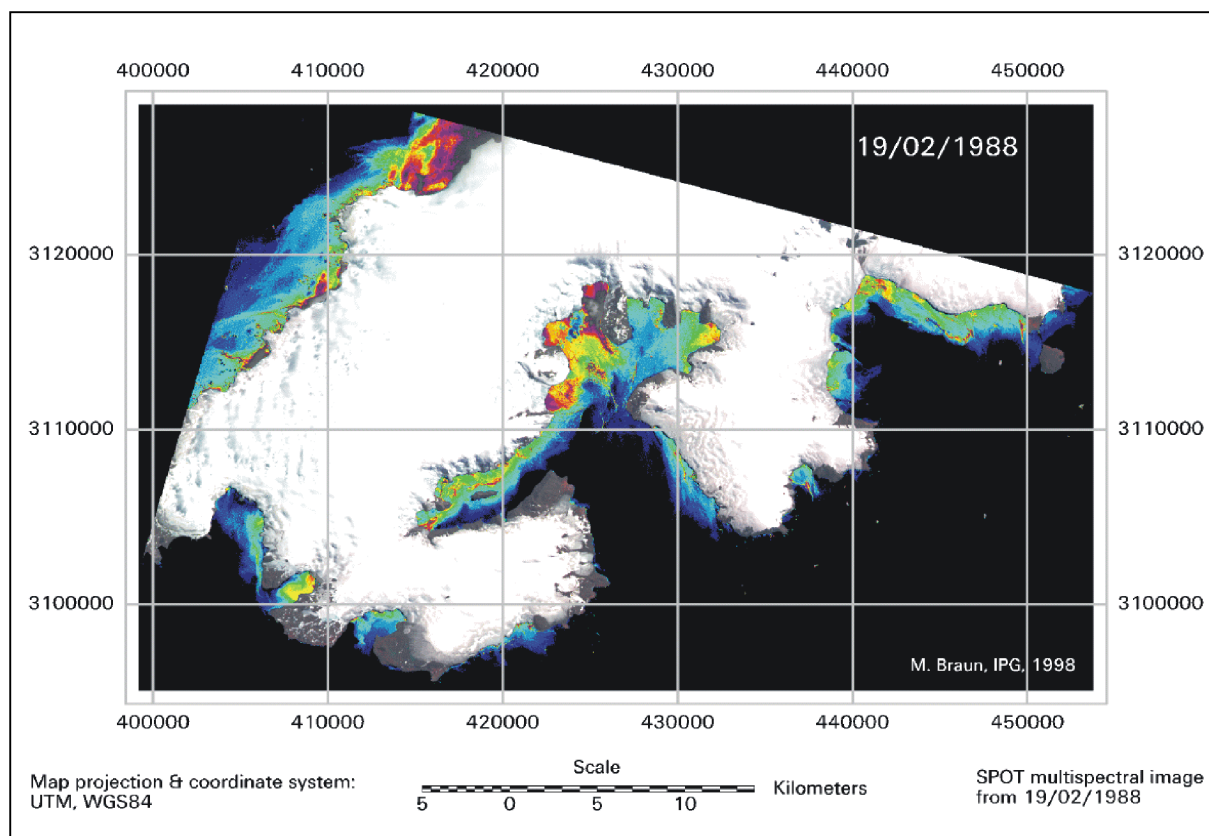 400000 410000 420000 430000 440000 450000
19/02/1988
3120000 3120000
3110000 3110000
3100000 3100000
M. Braun, IPG, 1998
400000 410000 420000 430000 440000 450000
Map projection & coordinate system:
UTM, WGS84
Scale
5 0 5 10
Kilometers
SPOT multispectral image
from 19/02/1988